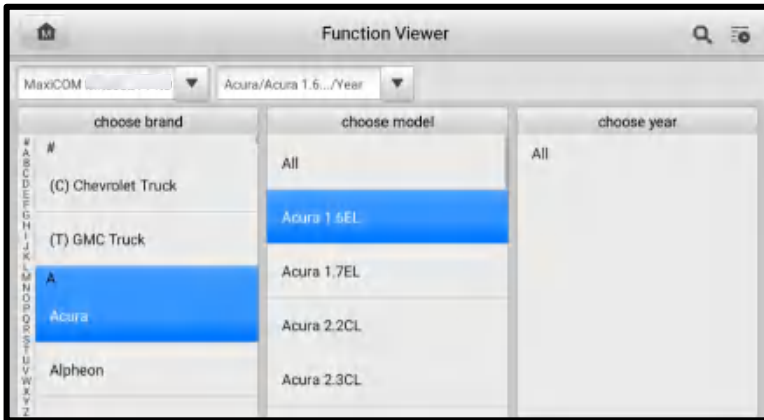 Function Viewer
MaxiCOM
Acura/Acura 1.6.../Year
choose brand
choose model
choose year
#
A
B
C
D
E
F
G
H
I
J
K
L
M
N
O
P
Q
R
S
T
U
V
W
X
Y
Z
#
(C) Chevrolet Truck
(T) GMC Truck
A
Acura
Alpheon
All
Acura 1.6EL
Acura 1.7EL
Acura 2.2CL
Acura 2.3CL
All